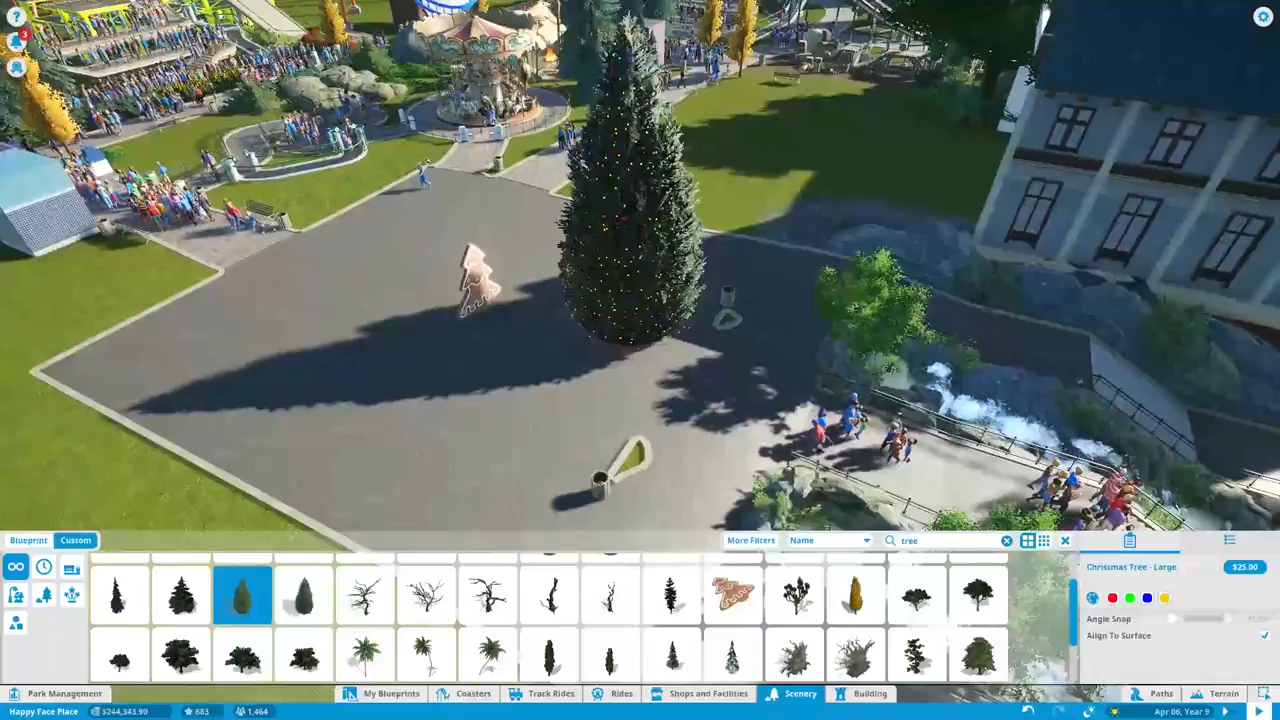 ?
3
Blueprint Custom More Filters Name tree
Christmas Tree - Large $25.00
Angle Snap
Align To Surface
Park Management My Blueprints Coasters Track Rides Rides Shops and Facilities Scenery Building Paths Terrain
Happy Face Place $244,343.90 683 1,464 Apr 06, Year 9